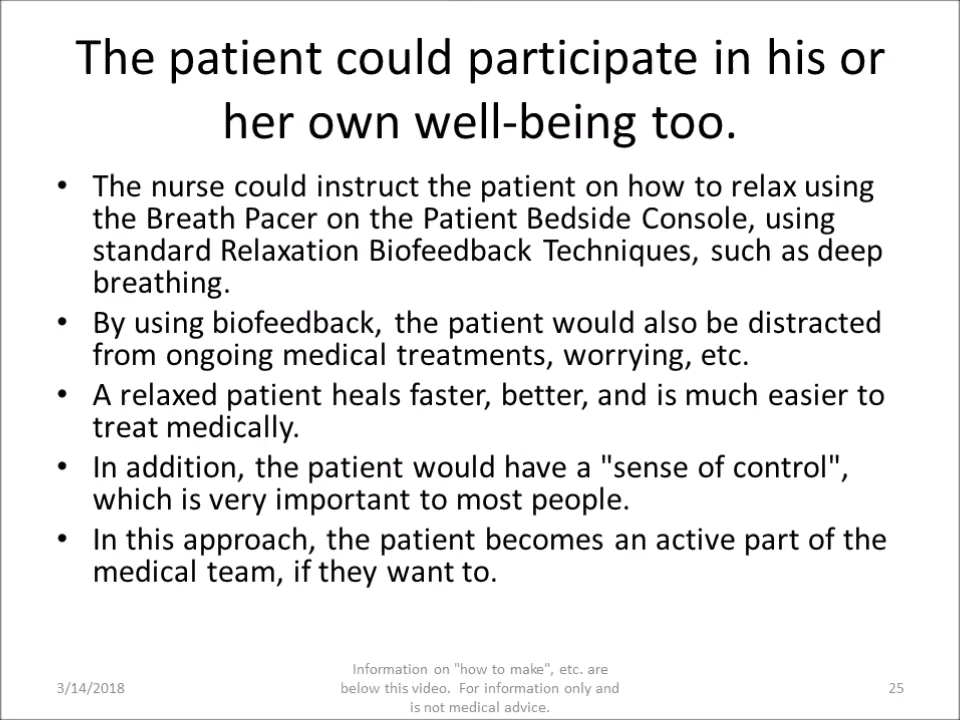 The patient could participate in his or
her own well-being too.
• The nurse could instruct the patient on how to relax using
the Breath Pacer on the Patient Bedside Console, using
standard Relaxation Biofeedback Techniques, such as deep
breathing.
• By using biofeedback, the patient would also be distracted
from ongoing medical treatments, worrying, etc.
• A relaxed patient heals faster, better, and is much easier to
treat medically.
• In addition, the patient would have a "sense of control",
which is very important to most people.
• In this approach, the patient becomes an active part of the
medical team, if they want to.
3/14/2018
Information on "how to make", etc. are
below this video. For information only and
is not medical advice.
25